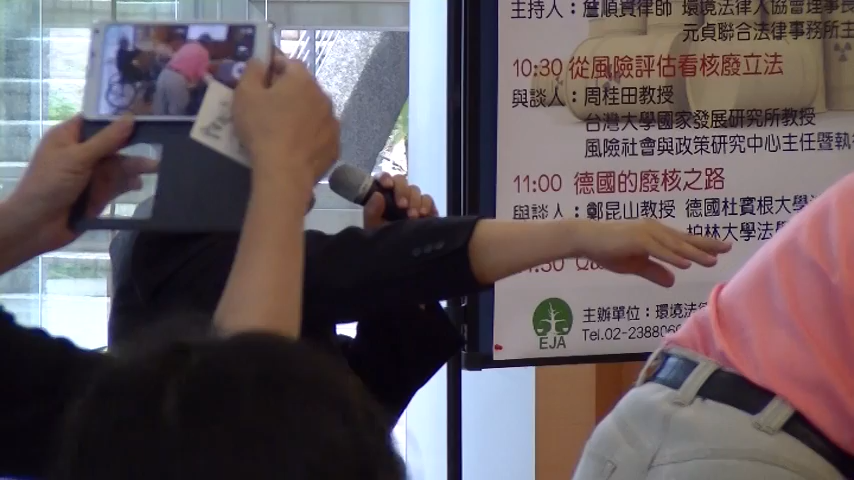 主持人：詹順貴律師 環境法律人協會理事長
元貞聯合法律事務所主
10:30 從風險評估看核廢立法
與談人：周桂田教授
台灣大學國家發展研究所教授
風險社會與政策研究中心主任暨執
11:00 德國的廢核之路
與談人：鄭昆山教授 德國杜賓根大學
柏林大學法
主辦單位：環境法
Tel.02-238806
EJA